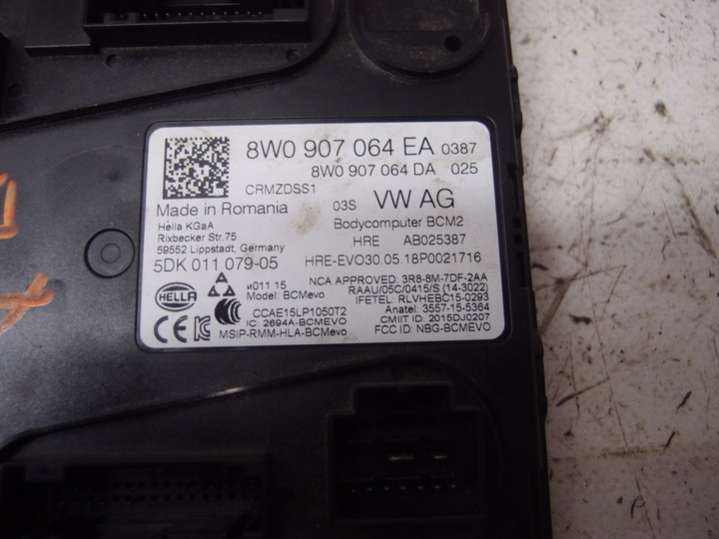 8W0 907 064 EA 0387
8W0 907 064 DA 025
CRMZDSS1
Made in Romania 03S VW AG
Hella KGaA Bodycomputer BCM2
Rixbecker Str.75 HRE AB025387
59552 Lippstadt, Germany
5DK 011 079-05 HRE-EVO30 05.18P0021716
NCA APPROVED: 3R8-8M-7DF-2AA
и011 15 RAAU/05C/0415/S (14-3022)
HELLA Model: BCMevo IFETEL: RLVHEBC15-0293
CCAE15LP1050T2 Anatel: 3557-15-5364
IC: 2694A-BCMEVO CMIIT ID: 2015DJ0207
MSIP-RMM-HLA-BCMevo FCC ID: NBG-BCMEVO